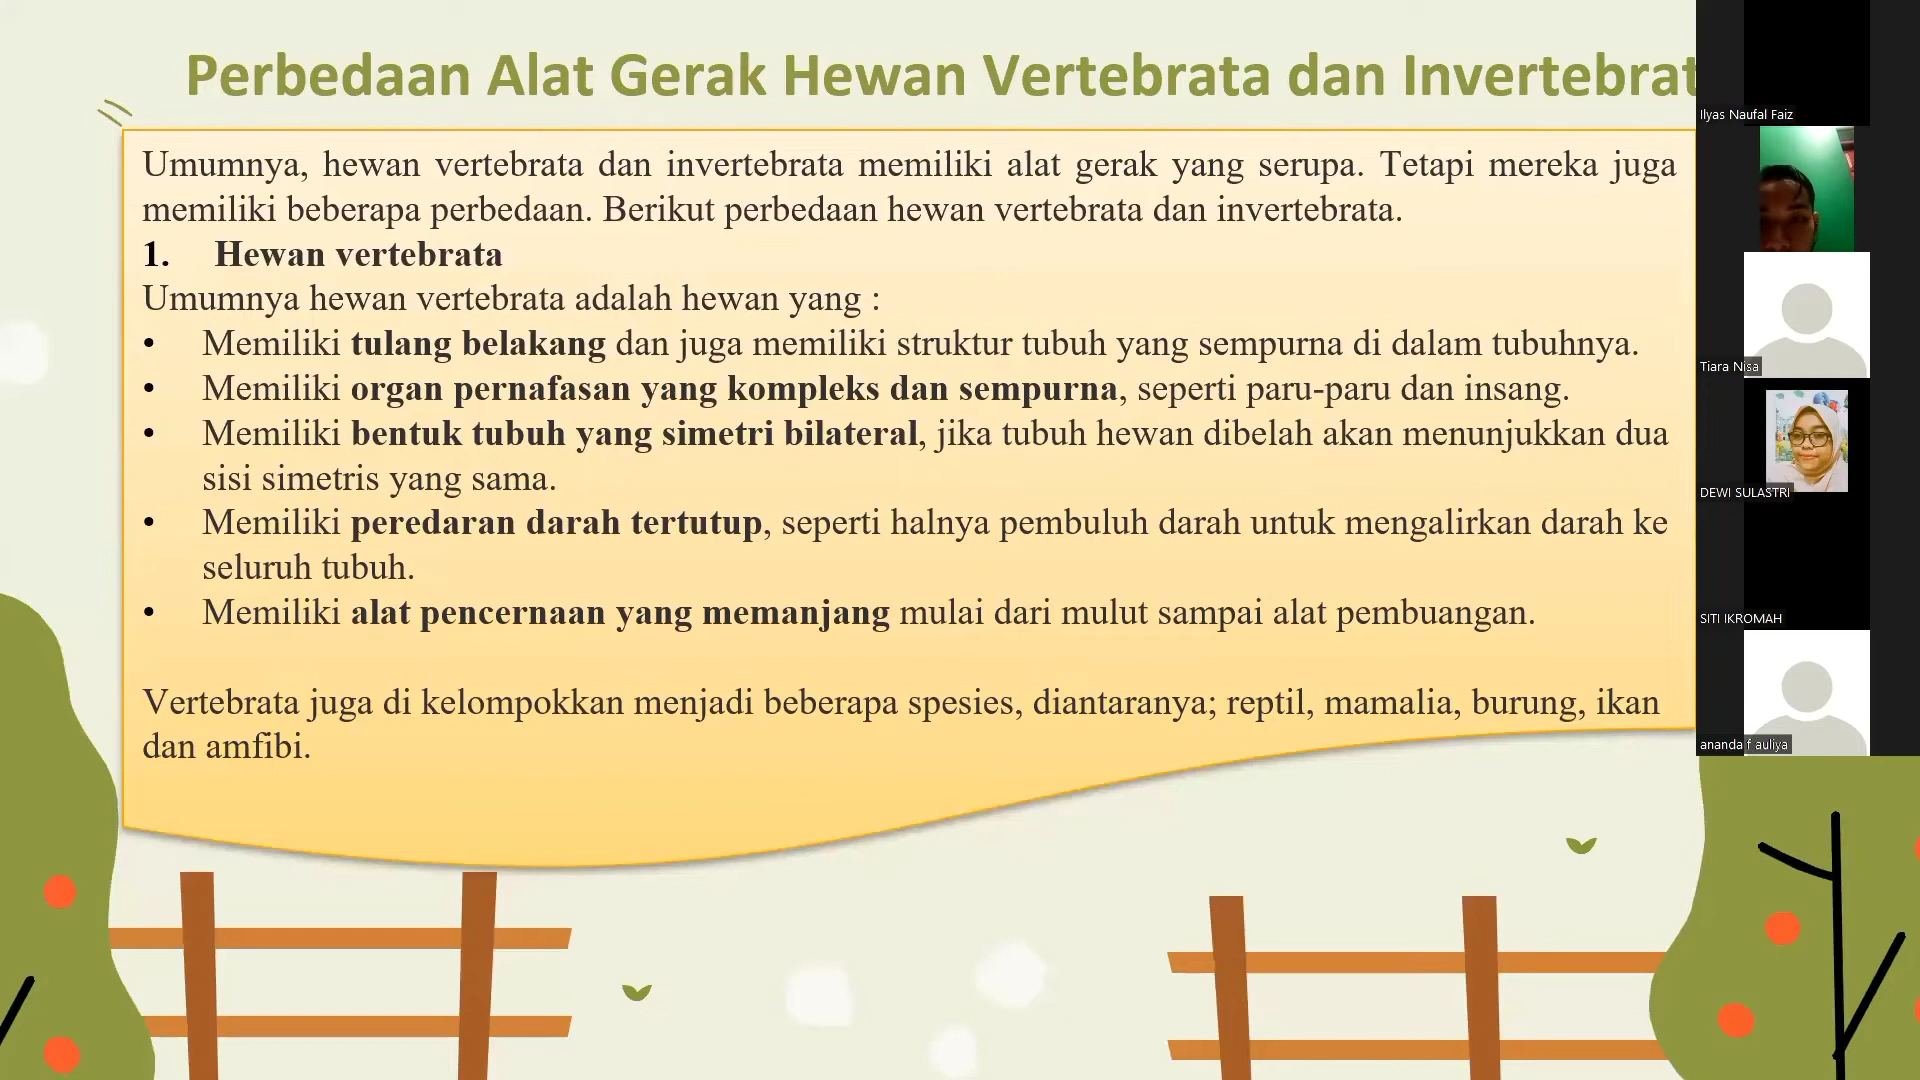 Perbedaan Alat Gerak Hewan Vertebrata dan Invertebrat
Umumnya, hewan vertebrata dan invertebrata memiliki alat gerak yang serupa. Tetapi mereka juga
memiliki beberapa perbedaan. Berikut perbedaan hewan vertebrata dan invertebrata.
1. Hewan vertebrata
Umumnya hewan vertebrata adalah hewan yang :
• Memiliki tulang belakang dan juga memiliki struktur tubuh yang sempurna di dalam tubuhnya.
• Memiliki organ pernafasan yang kompleks dan sempurna, seperti paru-paru dan insang.
• Memiliki bentuk tubuh yang simetri bilateral, jika tubuh hewan dibelah akan menunjukkan dua
sisi simetris yang sama.
• Memiliki peredaran darah tertutup, seperti halnya pembuluh darah untuk mengalirkan darah ke
seluruh tubuh.
• Memiliki alat pencernaan yang memanjang mulai dari mulut sampai alat pembuangan.
Vertebrata juga di kelompokkan menjadi beberapa spesies, diantaranya; reptil, mamalia, burung, ikan
dan amfibi.
Ilyas Naufal Faiz
Tiara Nisa
DEWI SULASTRI
SITI IKROMAH
ananda f auliya